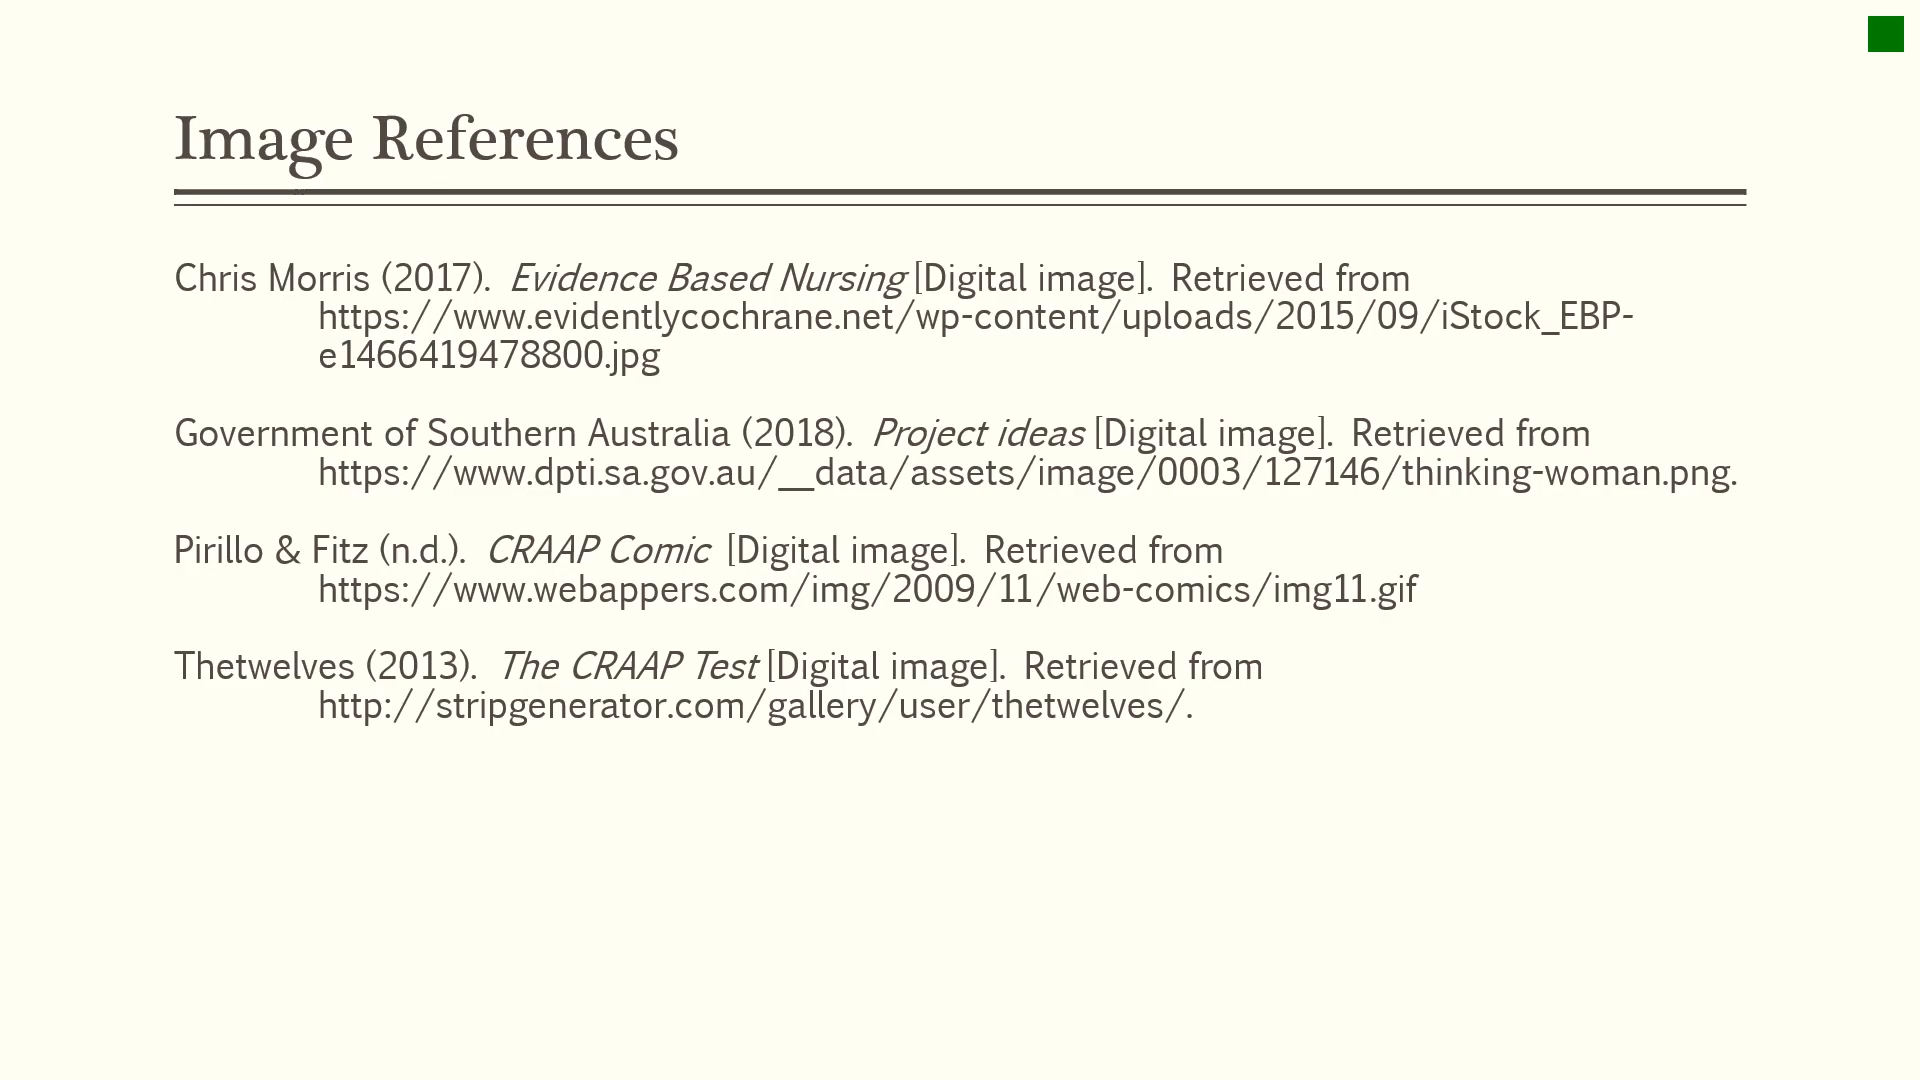 Image References
Chris Morris (2017).  Evidence Based Nursing [Digital image].  Retrieved from
https://www.evidentlycochrane.net/wp-content/uploads/2015/09/iStock_EBP-
e1466419478800.jpg
Government of Southern Australia (2018).  Project ideas [Digital image].  Retrieved from
https://www.dpti.sa.gov.au/__data/assets/image/0003/127146/thinking-woman.png.
Pirillo & Fitz (n.d.).  CRAAP Comic  [Digital image].  Retrieved from
https://www.webappers.com/img/2009/11/web-comics/img11.gif
Thetwelves (2013).  The CRAAP Test [Digital image].  Retrieved from
http://stripgenerator.com/gallery/user/thetwelves/.